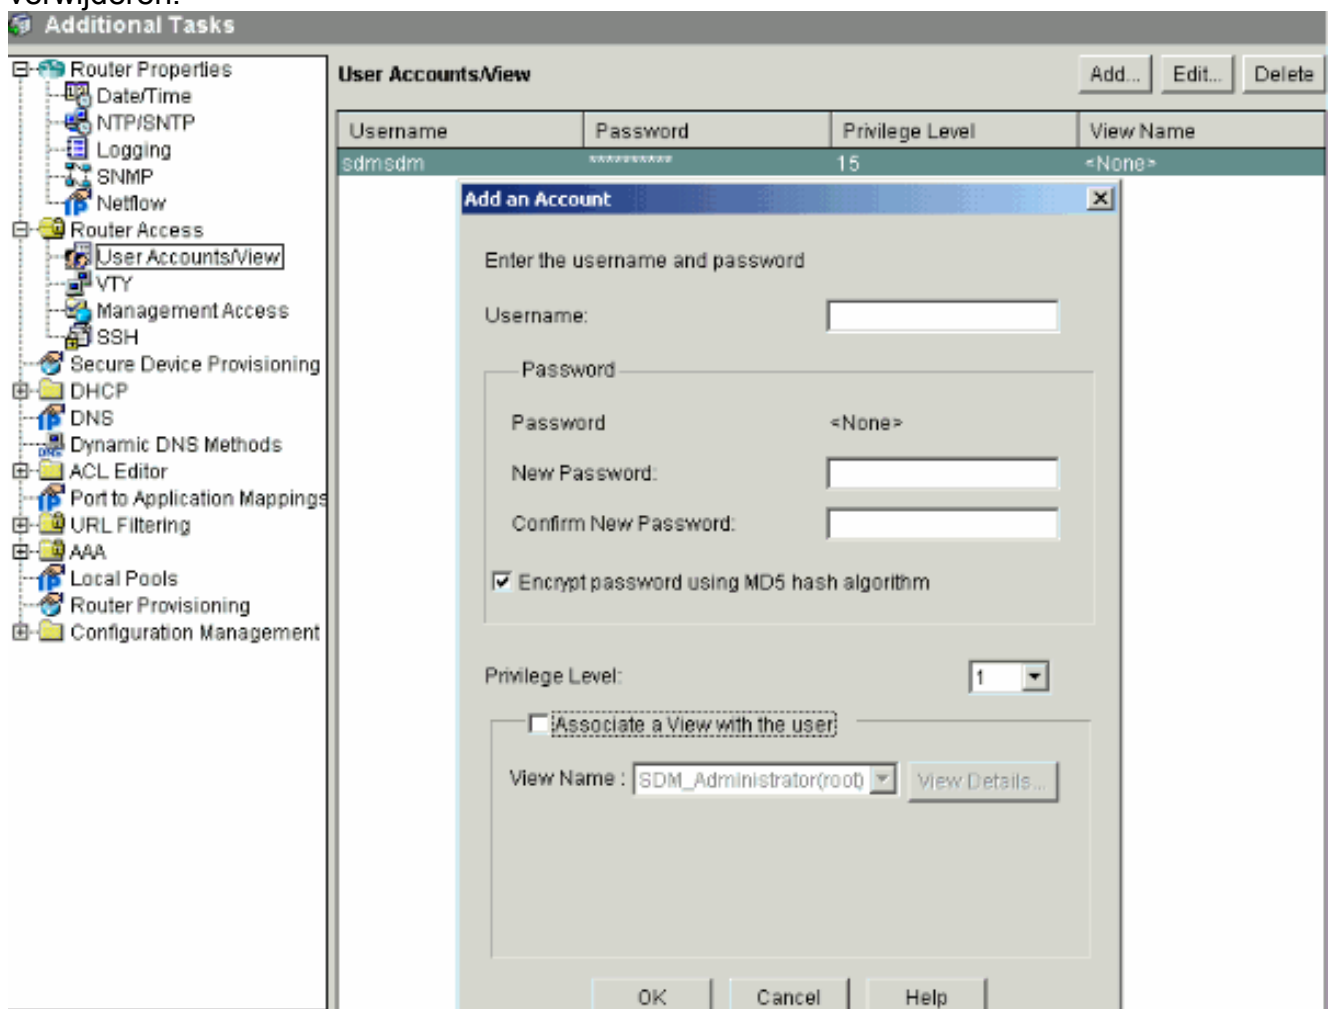 verwijderen.
Additional Tasks
Router Properties
Date/Time
NTP/SNTP
Logging
SNMP
Netflow
Router Access
User Accounts/View
VTY
Management Access
SSH
Secure Device Provisioning
DHCP
DNS
Dynamic DNS Methods
ACL Editor
Port to Application Mappings
URL Filtering
AAA
Local Pools
Router Provisioning
Configuration Management
User Accounts/View
Add... Edit... Delete
Username Password Privilege Level View Name
sdmsdm ********** 15 <None>
Add an Account
Enter the username and password
Username:
Password
Password <None>
New Password:
Confirm New Password:
Encrypt password using MD5 hash algorithm
Privilege Level: 1
Associate a View with the user
View Name : SDM_Administrator(root) View Details...
OK Cancel Help